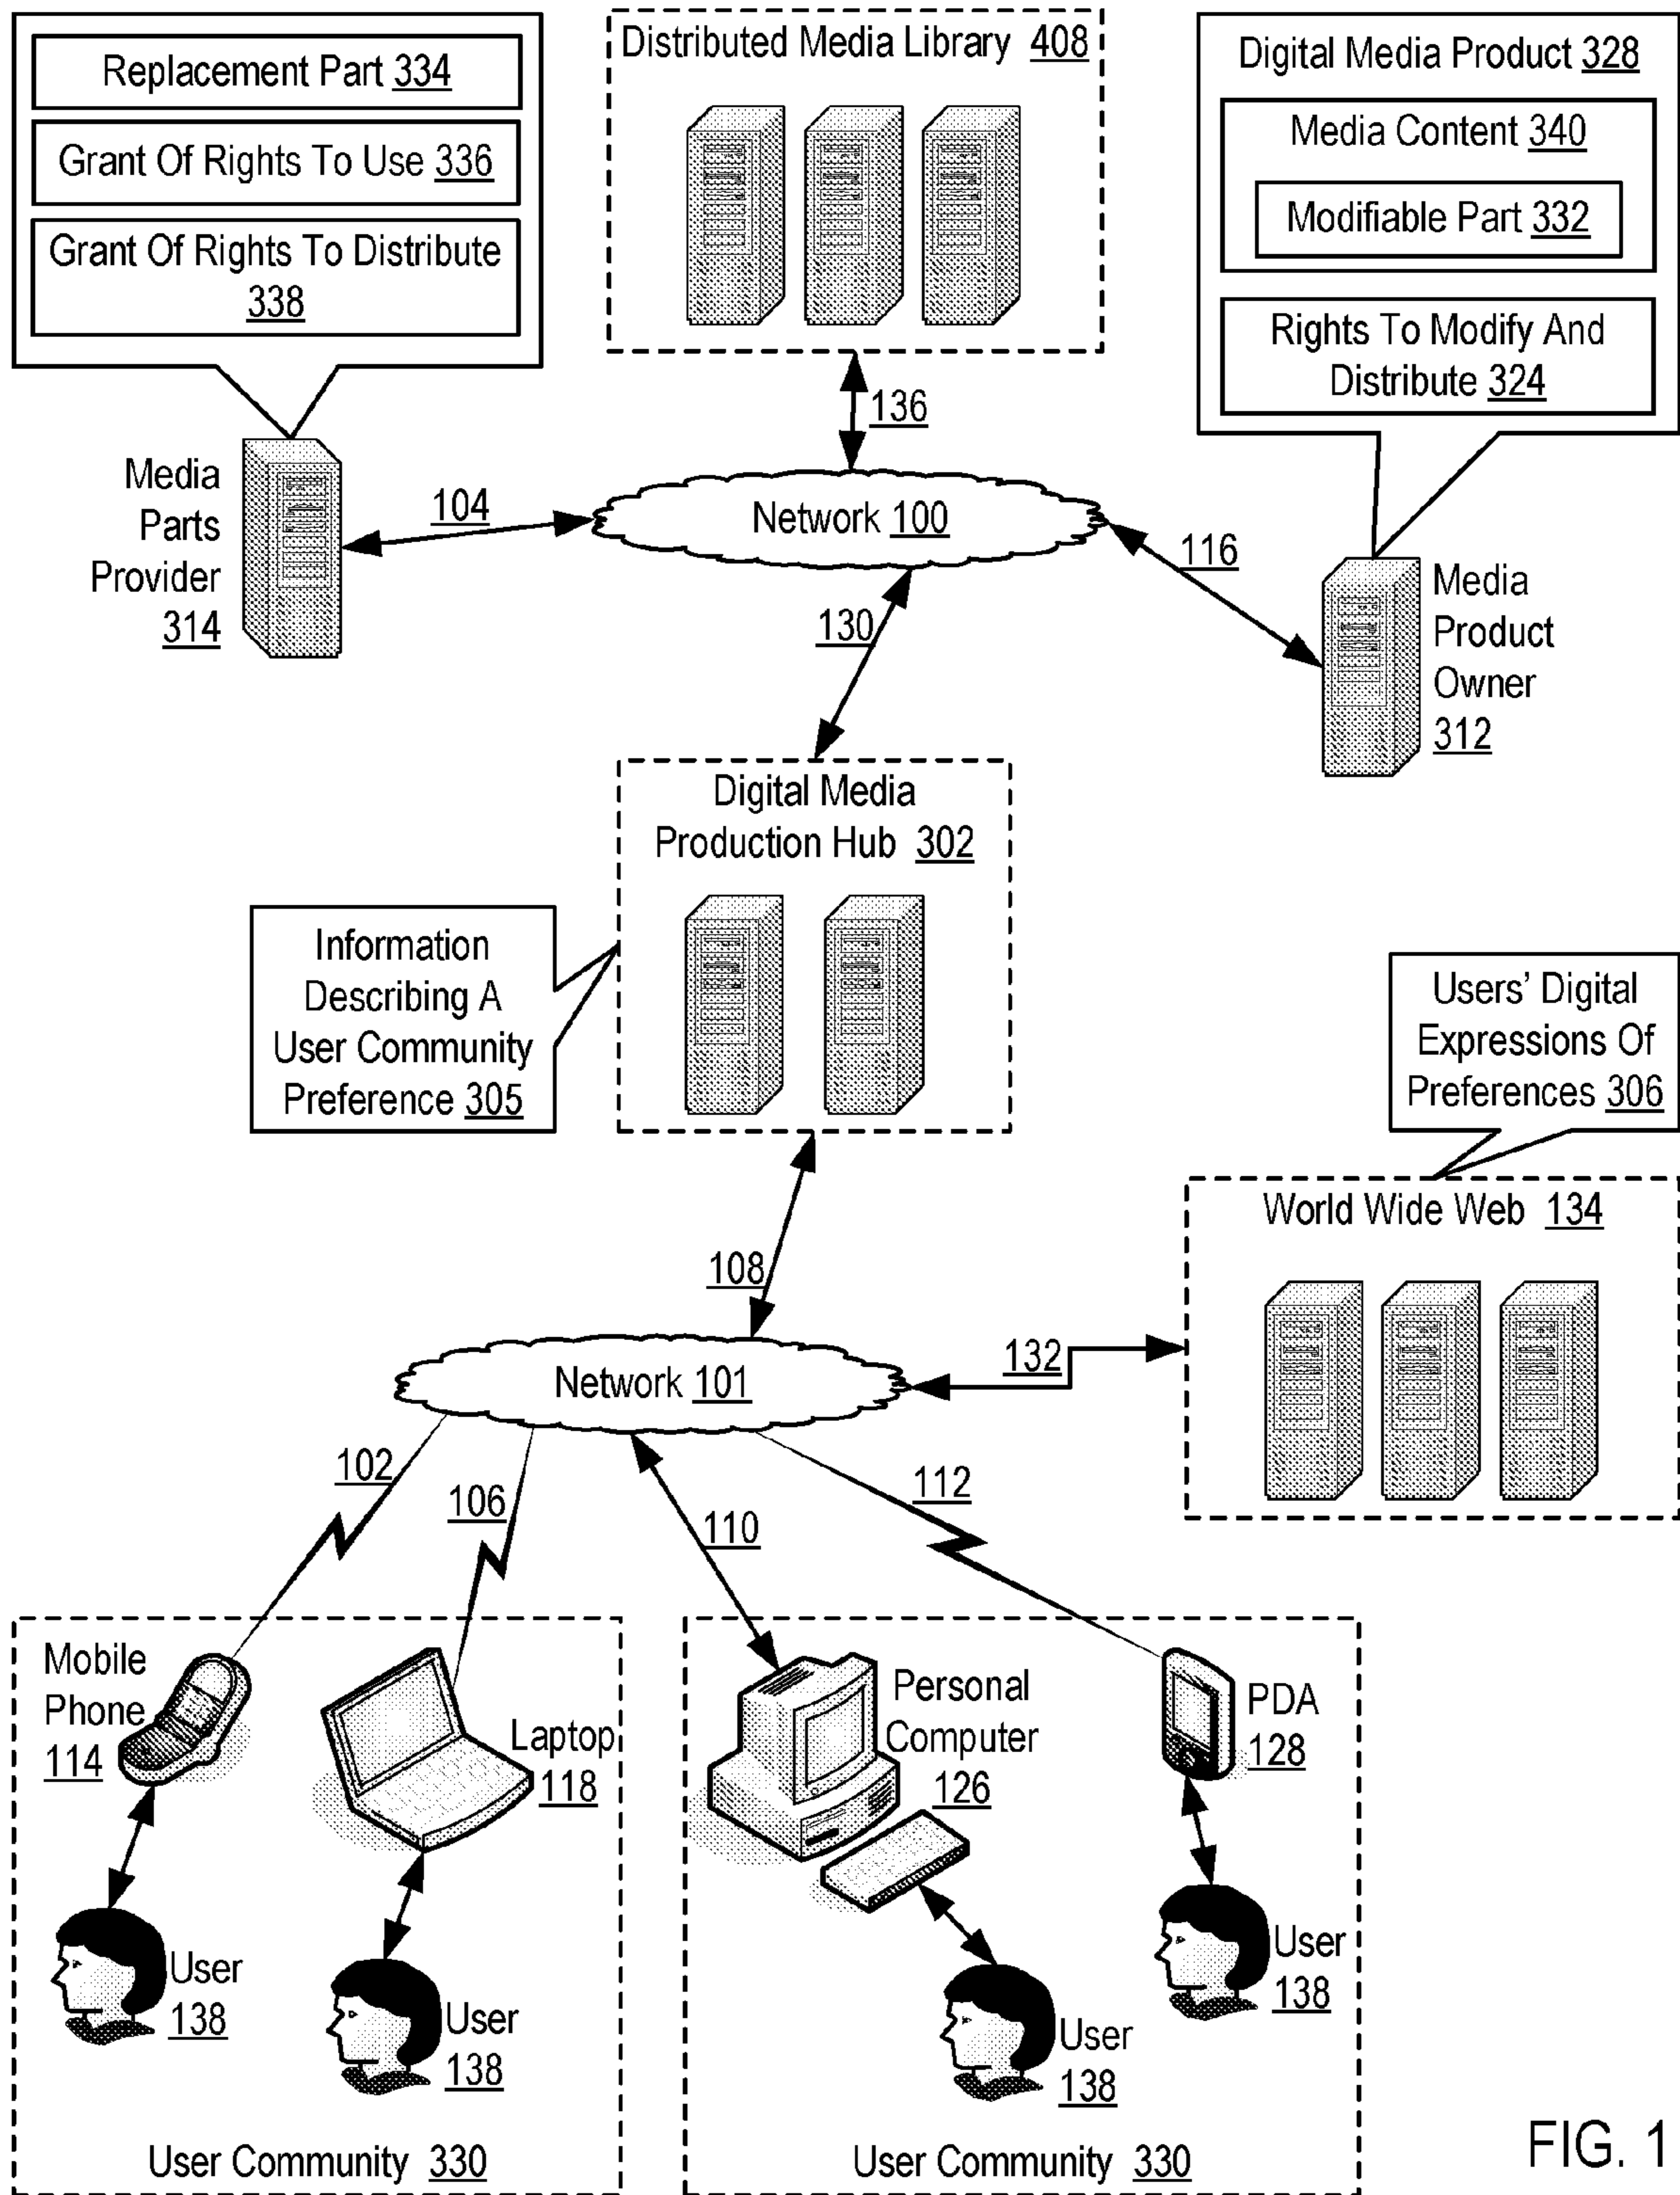 Replacement Part 334
Grant Of Rights To Use 336
Grant Of Rights To Distribute
338
Distributed Media Library 408
Digital Media Product 328
Media Content 340
Modifiable Part 332
Rights To Modify And
Distribute 324
136
Media
Parts
Provider
314
104
Network 100
116
Media
Product
Owner
312
130
Digital Media
Production Hub 302
Information
Describing A
User Community
Preference 305
Users' Digital
Expressions Of
Preferences 306
World Wide Web 134
108
Network 101
132
102
106
110
112
Mobile
Phone
114
Laptop
118
Personal
Computer
126
PDA
128
User
138
User
138
User
138
User
138
User Community 330
User Community 330
FIG. 1